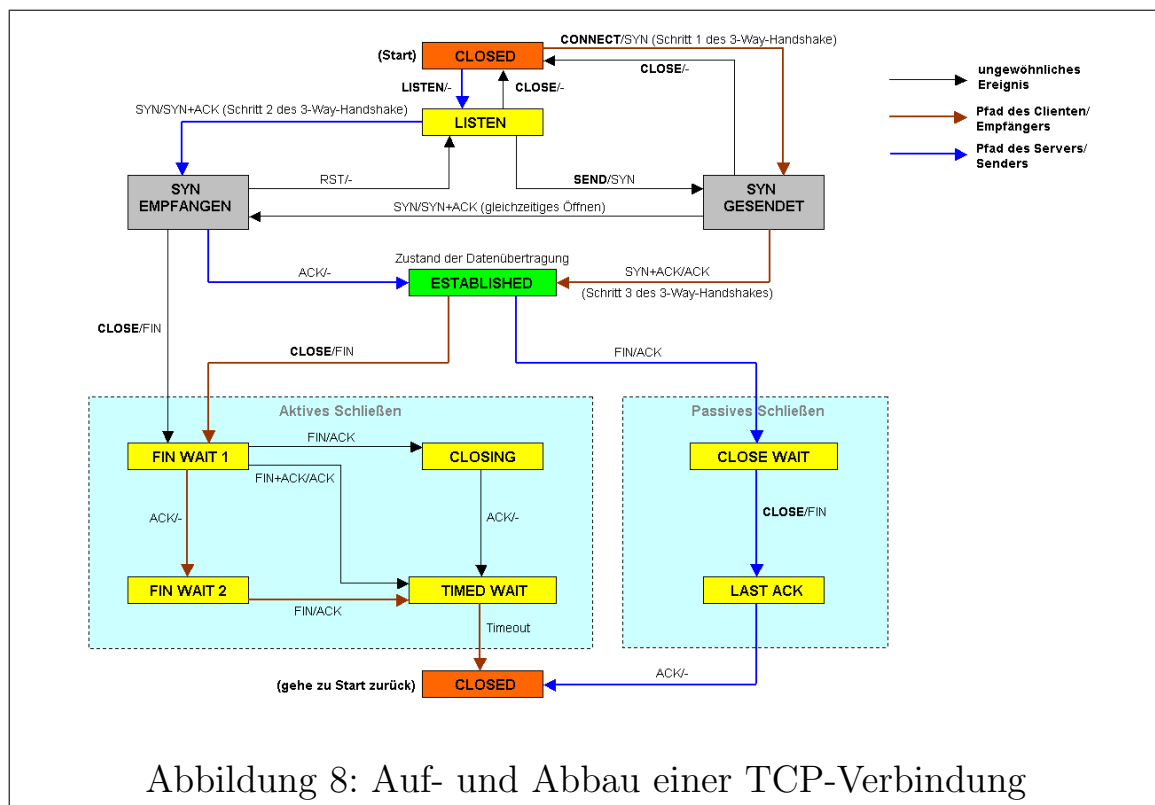 CONNECT/SYN (Schritt 1 des 3-Way-Handshake)
(Start)
CLOSED
CLOSE/-
ungewöhnliches
Ereignis
LISTEN/-
CLOSE/-
SYN/SYN+ACK (Schritt 2 des 3-Way-Handshake)
LISTEN
Pfad des Clienten/
Empfängers
Pfad des Servers/
Senders
SYN
EMPFANGEN
RST/-
SEND/SYN
SYN
GESENDET
SYN/SYN+ACK (gleichzeitiges Öffnen)
Zustand der Datenübertragung
ACK/-
ESTABLISHED
SYN+ACK/ACK
(Schritt 3 des 3-Way-Handshakes)
CLOSE/FIN
CLOSE/FIN
FIN/ACK
Aktives Schließen
Passives Schließen
FIN WAIT 1
FIN/ACK
CLOSING
CLOSE WAIT
FIN+ACK/ACK
ACK/-
ACK/-
CLOSE/FIN
FIN WAIT 2
FIN/ACK
TIMED WAIT
LAST ACK
Timeout
(gehe zu Start zurück)
CLOSED
ACK/-
Abbildung 8: Auf- und Abbau einer TCP-Verbindung